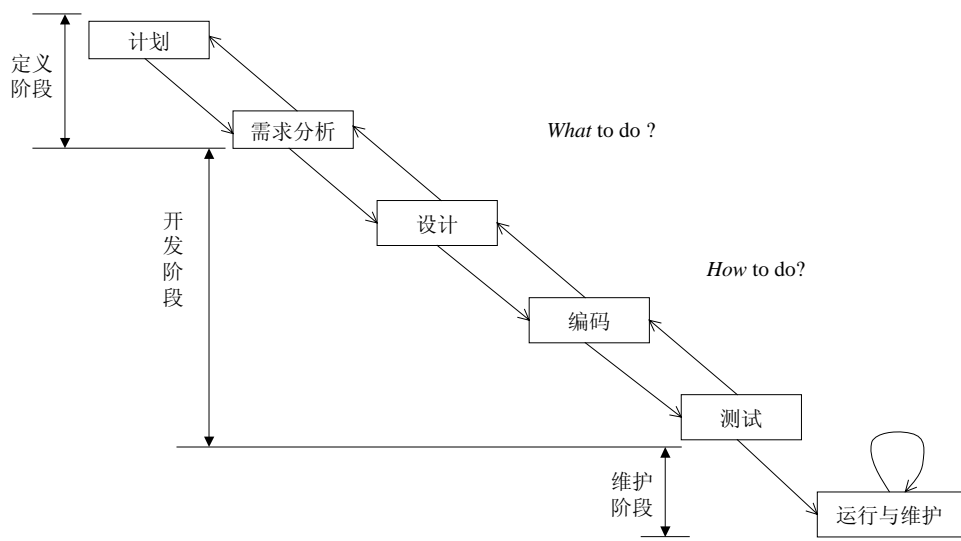 计划
定义
阶段
需求分析
What to do ?
设计
开
发
阶
段
How to do?
编码
测试
维护
阶段
运行与维护